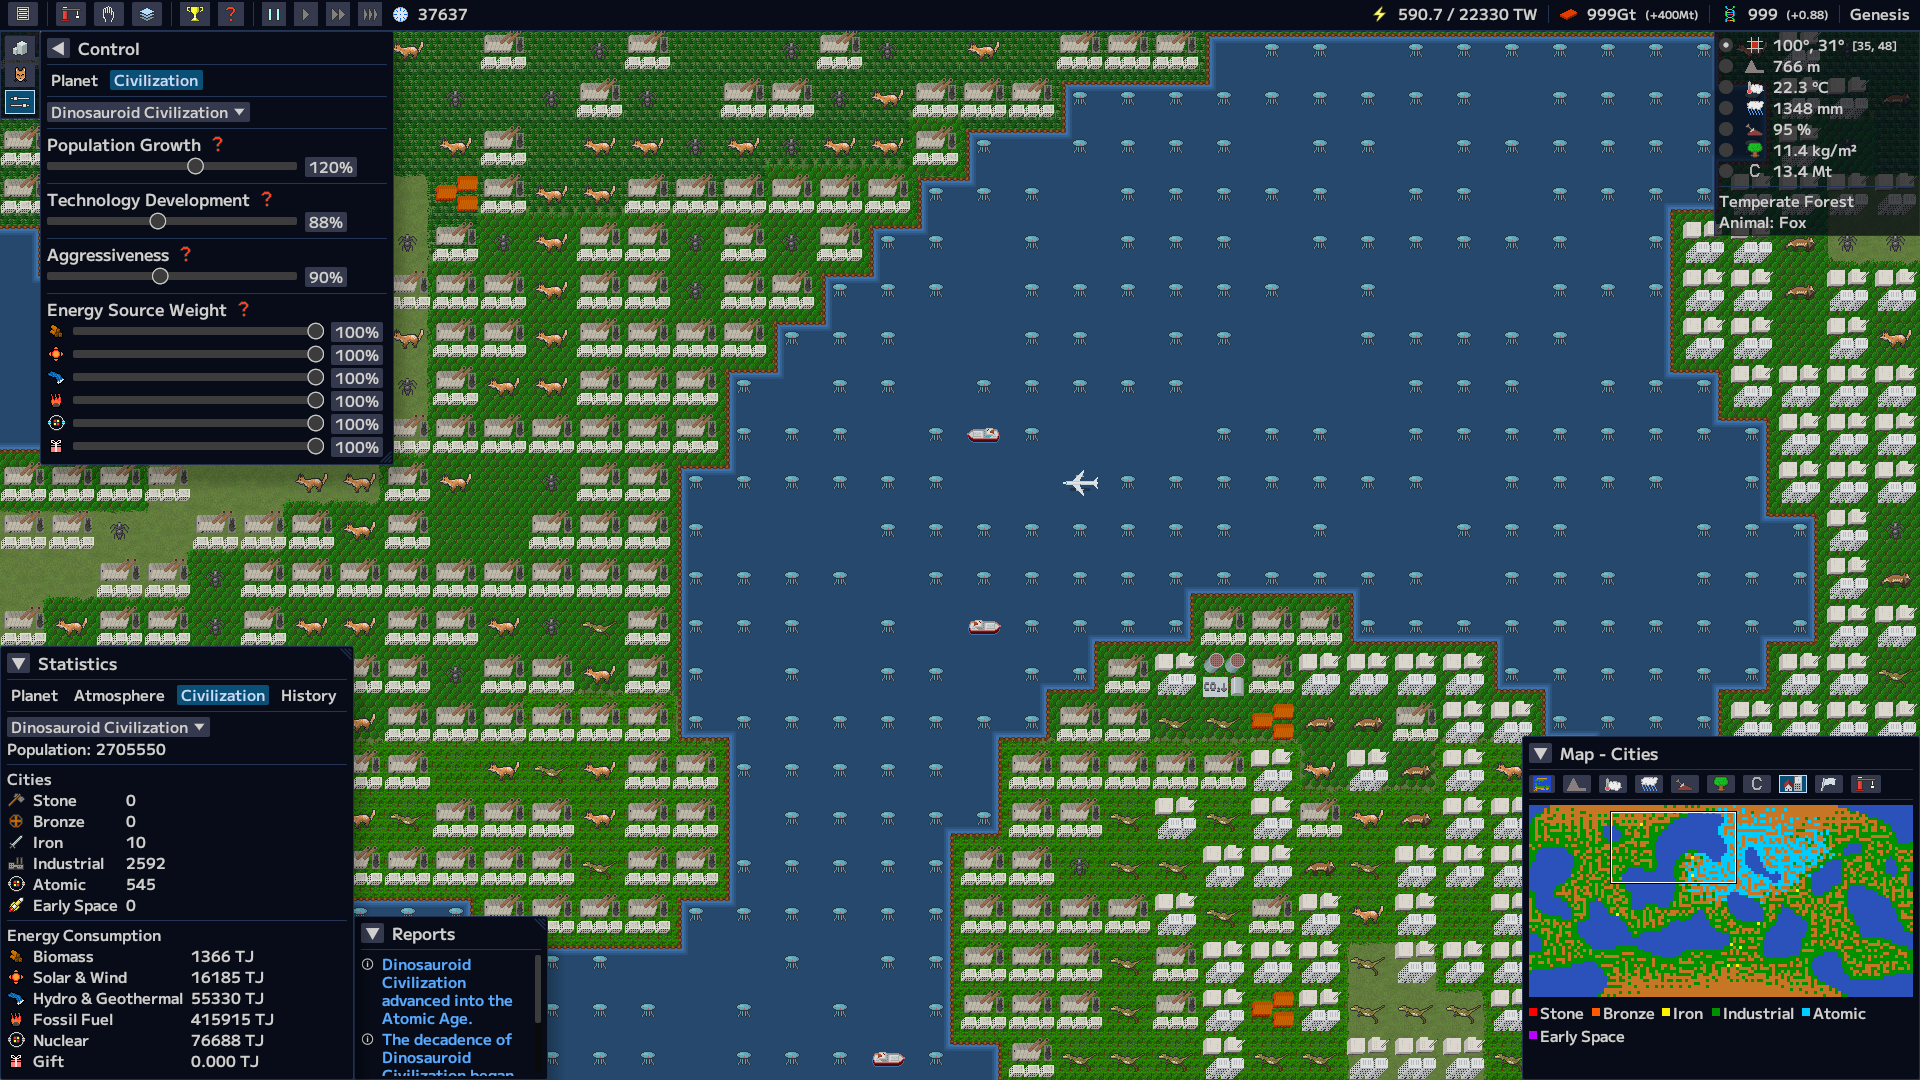 37637
590.7 / 22330 TW
999Gt (+400Mt)
999 (+0.88)
Genesis
Control
Planet Civilization
Dinosauroid Civilization
Population Growth ?
120%
Technology Development ?
88%
Aggressiveness ?
90%
Energy Source Weight ?
100%
100%
100%
100%
100%
100%
100°, 31° [35, 48]
766 m
22.3 °C
1348 mm
95 %
11.4 kg/m²
C 13.4 Mt
Temperate Forest
Animal: Fox
CO₂↓
Statistics
Planet Atmosphere Civilization History
Dinosauroid Civilization
Population: 2705550
Cities
Stone 0
Bronze 0
Iron 10
Industrial 2592
Atomic 545
Early Space 0
Energy Consumption
Biomass 1366 TJ
Solar & Wind 16185 TJ
Hydro & Geothermal 55330 TJ
Fossil Fuel 415915 TJ
Nuclear 76688 TJ
Gift 0.000 TJ
Reports
Dinosauroid
Civilization
advanced into the
Atomic Age.
The decadence of
Dinosauroid
Civilization began
Map - Cities
C
Stone Bronze Iron Industrial Atomic
Early Space